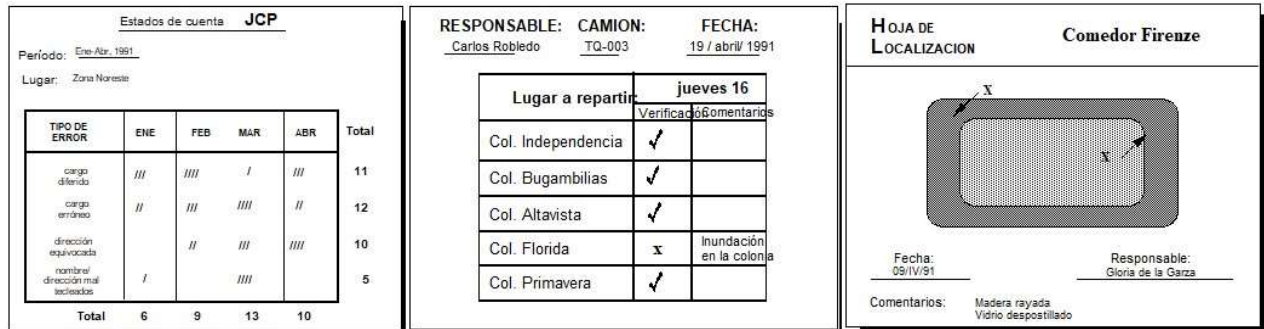 Estados de cuenta JCP
Período: Ene-Abr, 1991
Lugar: Zona Noreste
TIPO DE
ERROR ENE FEB MAR ABR Total
cargo
diferido /// //// / /// 11
cargo
erróneo // /// //// // 12
dirección
equivocada // /// //// 10
nombre/
dirección mal
tecleados / //// 5
Total 6 9 13 10
RESPONSABLE: CAMION: FECHA:
Carlos Robledo TQ-003 19 / abril/ 1991
Lugar a repartir: jueves 16
Verificación Comentarios
Col. Independencia ✓
Col. Bugambilias ✓
Col. Altavista ✓
Col. Florida x Inundación
en la colonia
Col. Primavera ✓
HOJA DE
LOCALIZACION
Comedor Firenze
x
x
Fecha: Responsable:
09/IV/91 Gloria de la Garza
Comentarios: Madera rayada
Vidrio despostillado